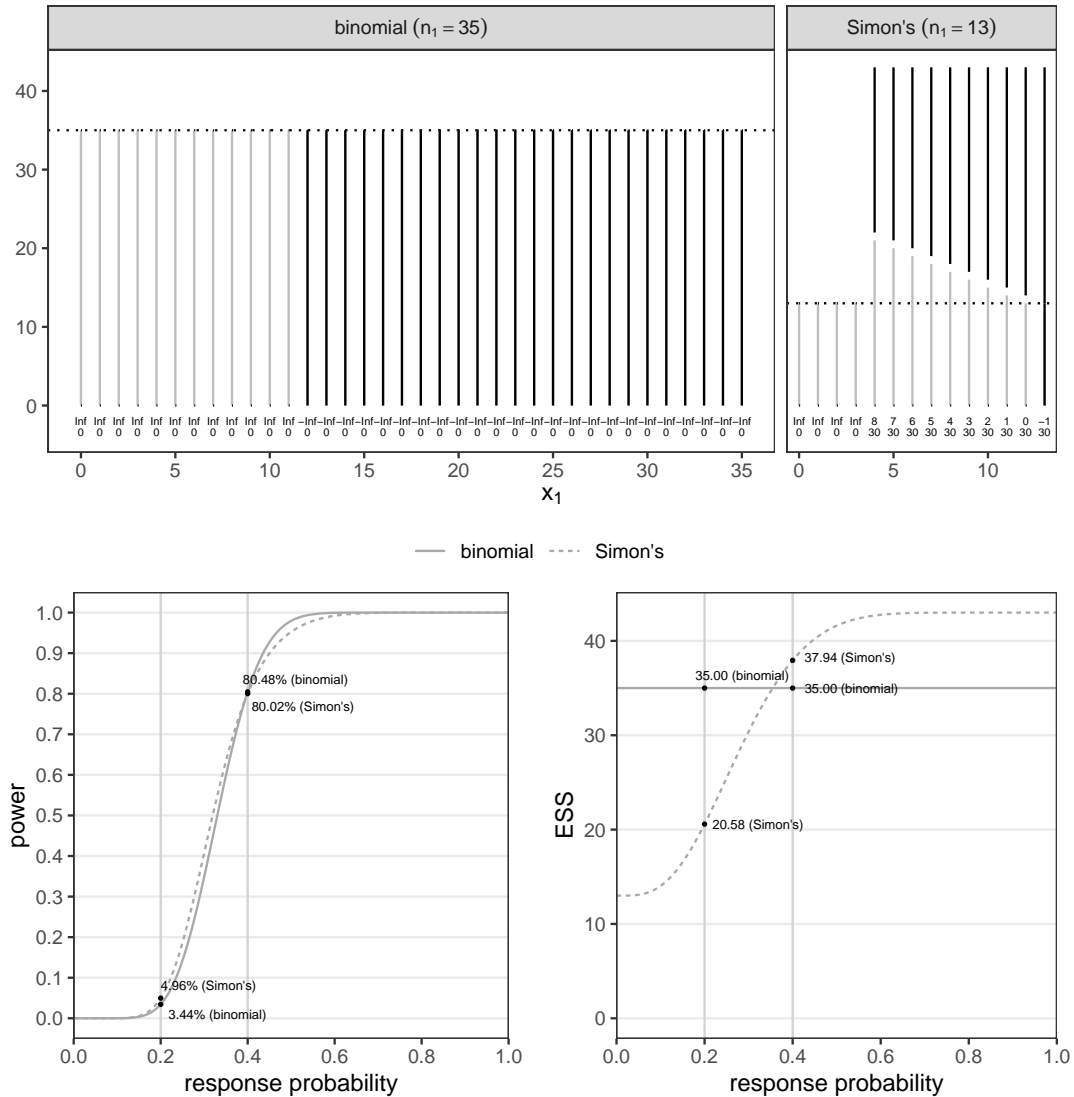 binomial (n₁ = 35)
Simon's (n₁ = 13)
40
30
20
10
0
Inf Inf Inf Inf Inf Inf Inf Inf Inf Inf Inf Inf −Inf −Inf −Inf −Inf −Inf −Inf −Inf −Inf −Inf −Inf −Inf −Inf −Inf −Inf −Inf −Inf −Inf −Inf −Inf −Inf −Inf −Inf −Inf −Inf
0 0 0 0 0 0 0 0 0 0 0 0 0 0 0 0 0 0 0 0 0 0 0 0 0 0 0 0 0 0 0 0 0 0 0 0
Inf Inf Inf Inf 8 7 6 5 4 3 2 1 0 −1
0 0 0 0 30 30 30 30 30 30 30 30 30 30
0 5 10 15 20 25 30 35
0 5 10
x₁
binomial Simon's
power
1.0
0.9
0.8
0.7
0.6
0.5
0.4
0.3
0.2
0.1
0.0
80.48% (binomial)
80.02% (Simon's)
4.96% (Simon's)
3.44% (binomial)
0.0 0.2 0.4 0.6 0.8 1.0
response probability
ESS
40
30
20
10
0
37.94 (Simon's)
35.00 (binomial)
35.00 (binomial)
20.58 (Simon's)
0.0 0.2 0.4 0.6 0.8 1.0
response probability